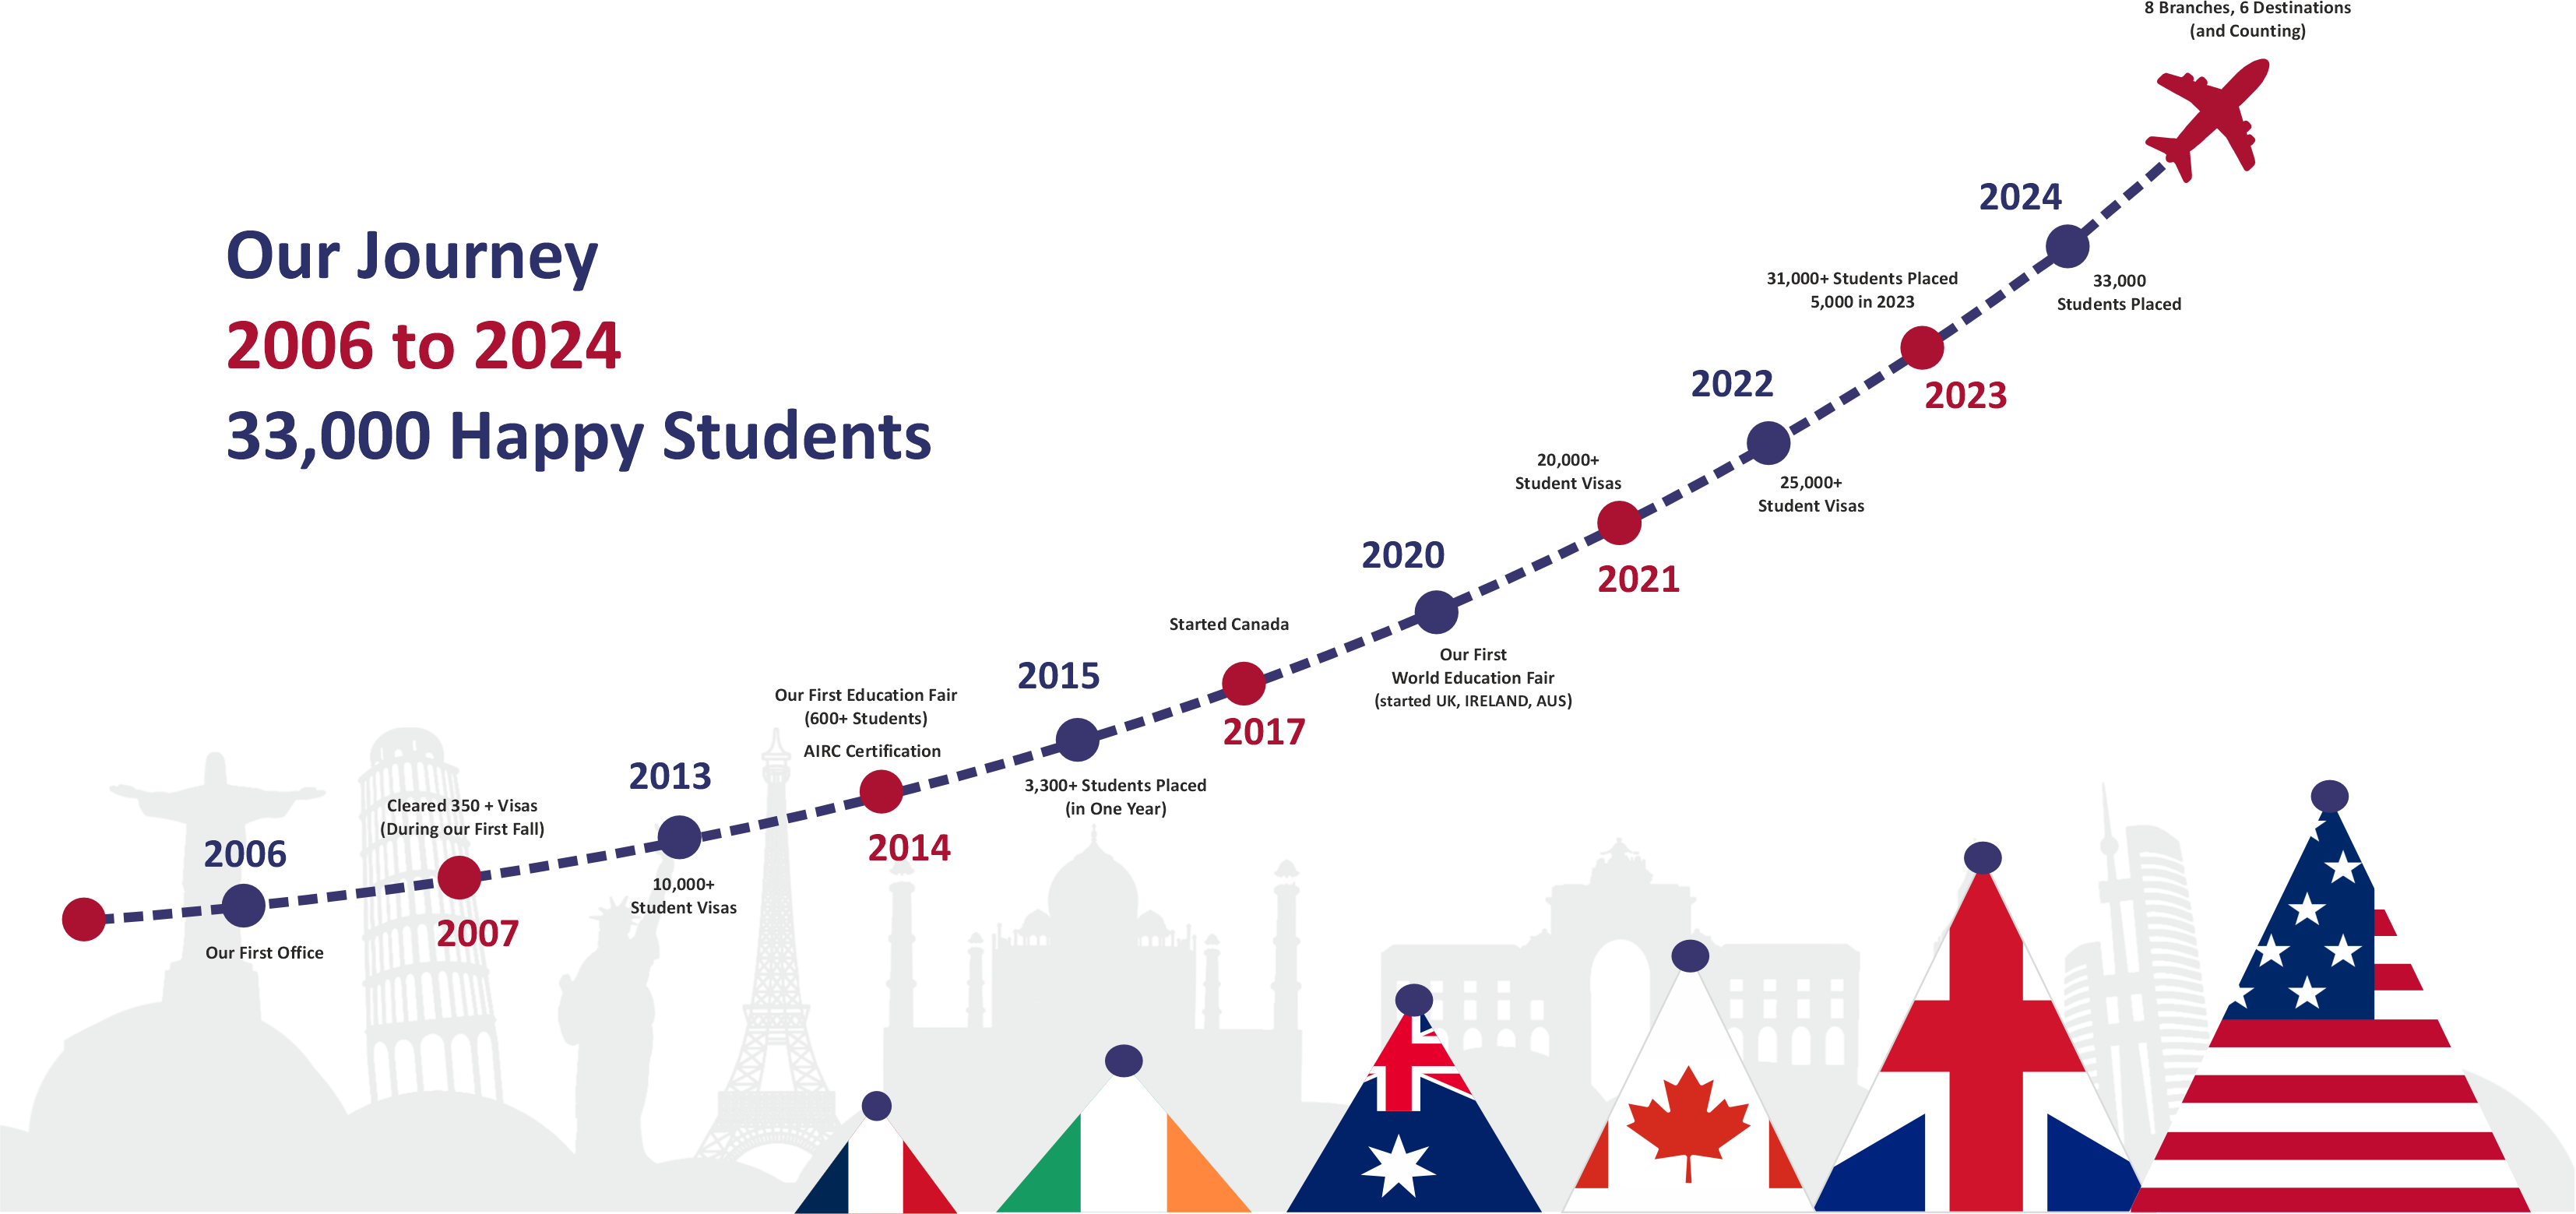 Our Journey
2006 to 2024
33,000 Happy Students
2006
Our First Office
Cleared 350 + Visas
(During our First Fall)
2007
2013
10,000+
Student Visas
Our First Education Fair
(600+ Students)
AIRC Certification
2014
2015
3,300+ Students Placed
(in One Year)
Started Canada
2017
2020
Our First
World Education Fair
(started UK, IRELAND, AUS)
20,000+
Student Visas
2021
2022
25,000+
Student Visas
31,000+ Students Placed
5,000 in 2023
2023
2024
33,000
Students Placed
8 Branches, 6 Destinations
(and Counting)